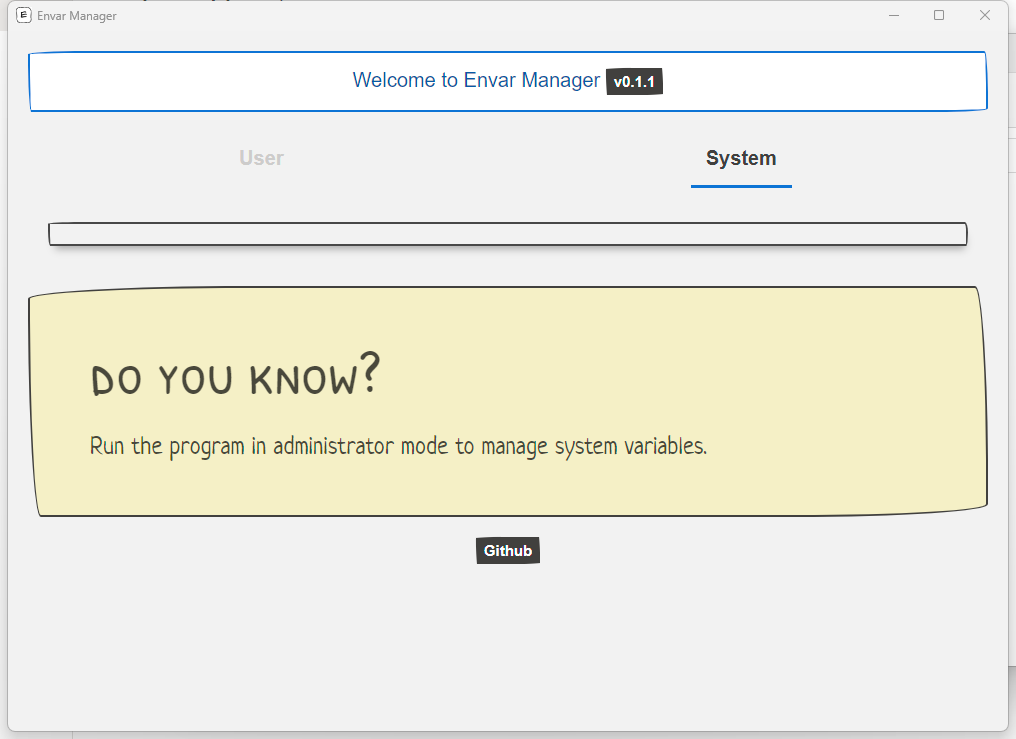 E Envar Manager
Welcome to Envar Manager v0.1.1
User System
DO YOU KNOW?
Run the program in administrator mode to manage system variables.
Github